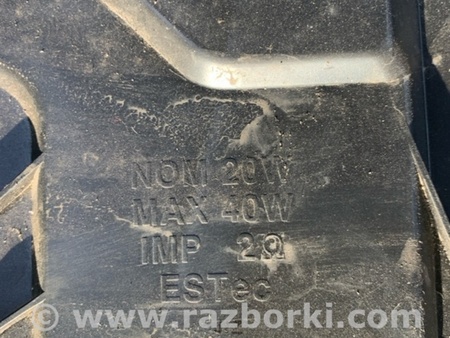 NOM 20W
MAX 40W
IMP 2Ω
ESTec
www.razborki.com